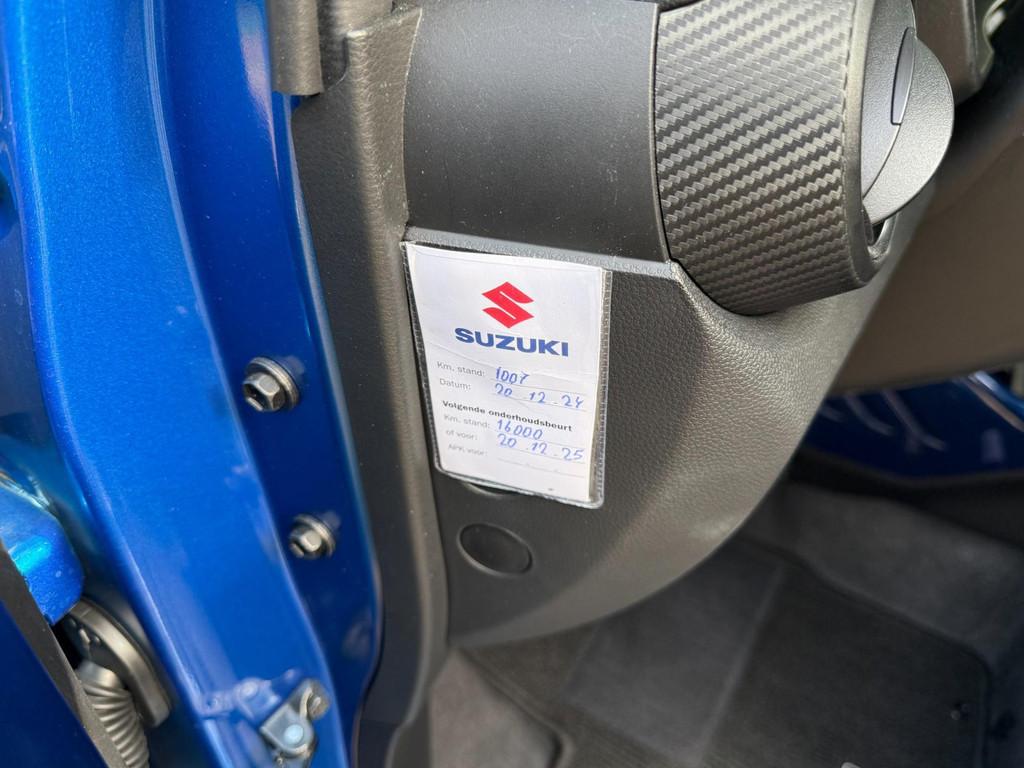 SUZUKI
Km. stand: 1007
Datum: 20.12.24
Volgende onderhoudsbeurt
Km. stand: 16000
of voor: 20.12.25
APK voor: